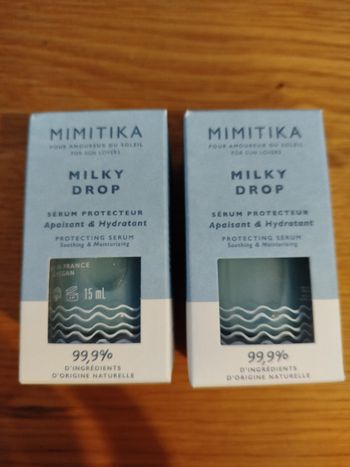 MIMITIKA
POUR AMOUREUX DU SOLEIL
FOR SUN LOVERS
MILKY
DROP
SÉRUM PROTECTEUR
Apaisant & Hydratant
PROTECTING SERUM
Soothing & Moisturising
FRANCE
VEGAN
15 mL
99,9%
D'INGRÉDIENTS
D'ORIGINE NATURELLE
MIMITIKA
POUR AMOUREUX DU SOLEIL
FOR SUN LOVERS
MILKY
DROP
SÉRUM PROTECTEUR
Apaisant & Hydratant
PROTECTING SERUM
Soothing & Moisturising
99,9%
D'INGRÉDIENTS
D'ORIGINE NATURELLE